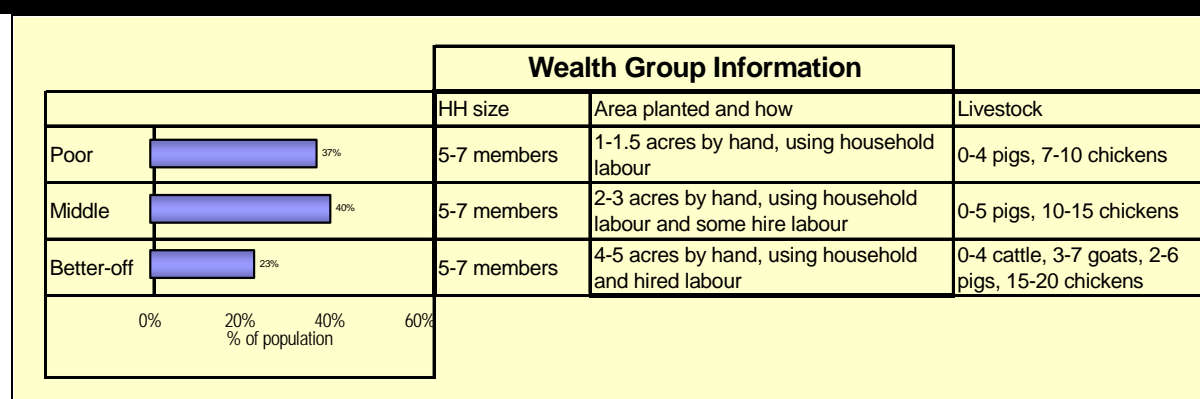 Wealth Group Information
HH size
Area planted and how
Livestock
Poor
37%
5-7 members
1-1.5 acres by hand, using household
labour
0-4 pigs, 7-10 chickens
Middle
40%
5-7 members
2-3 acres by hand, using household
labour and some hire labour
0-5 pigs, 10-15 chickens
Better-off
23%
5-7 members
4-5 acres by hand, using household
and hired labour
0-4 cattle, 3-7 goats, 2-6
pigs, 15-20 chickens
0% 20% 40% 60%
% of population